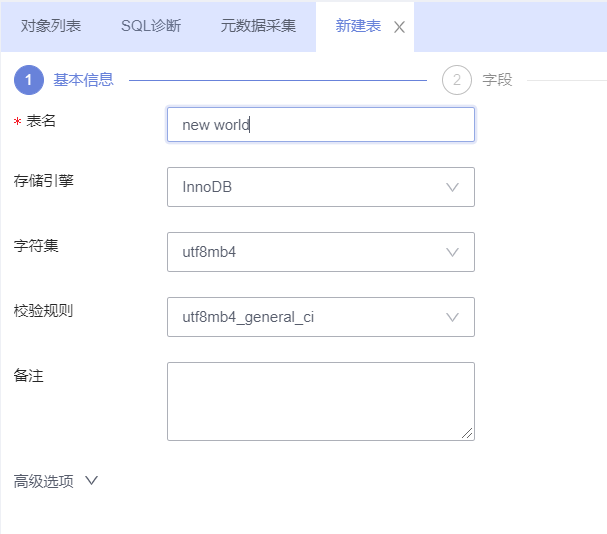 对象列表 SQL诊断 元数据采集 新建表
1 基本信息 2 字段
* 表名 new world
存储引擎 InnoDB
字符集 utf8mb4
校验规则 utf8mb4_general_ci
备注
高级选项